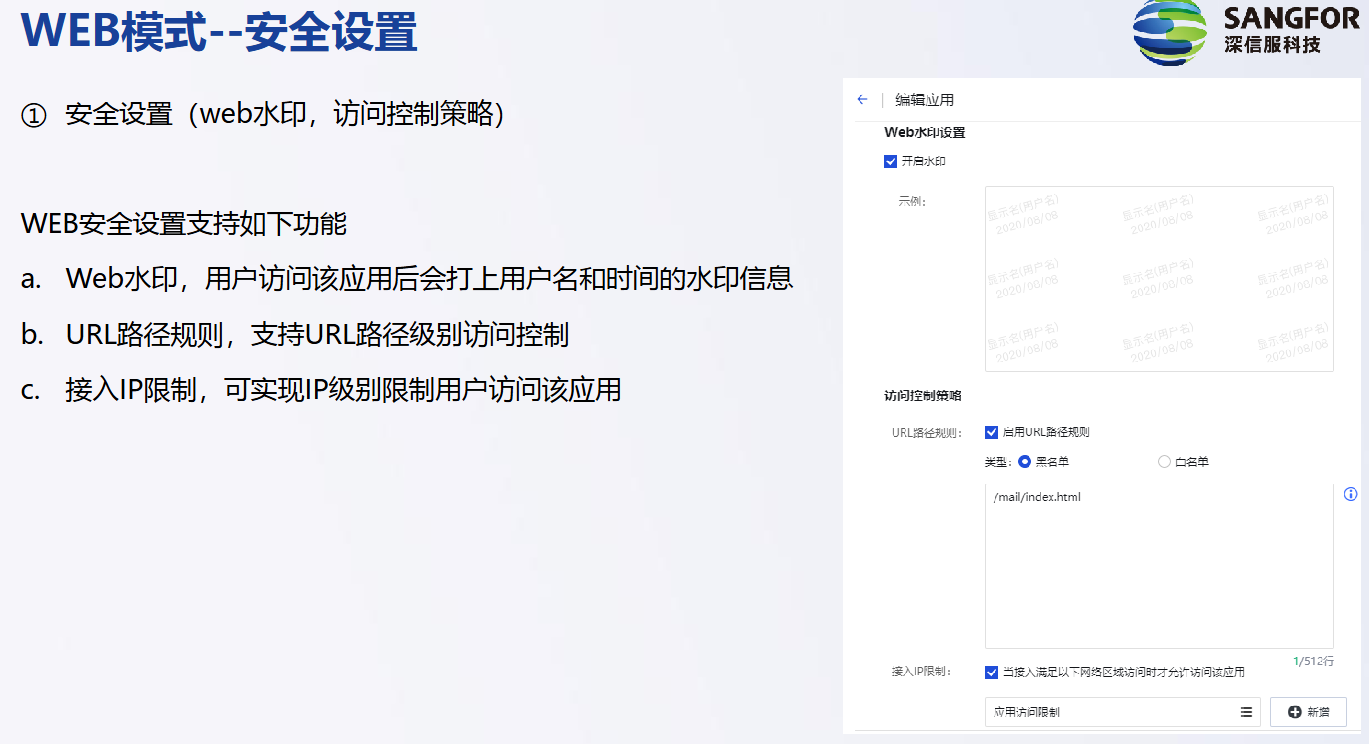 WEB模式--安全设置
SANGFOR
深信服科技
① 安全设置（web水印，访问控制策略）
WEB安全设置支持如下功能
a. Web水印，用户访问该应用后会打上用户名和时间的水印信息
b. URL路径规则，支持URL路径级别访问控制
c. 接入IP限制，可实现IP级别限制用户访问该应用
编辑应用
Web水印设置
开启水印
示例：
显示名(用户名) 显示名(用户名) 显示名(用户名)
2020/08/08 2020/08/08 2020/08/08
显示名(用户名) 显示名(用户名) 显示名(用户名)
2020/08/08 2020/08/08 2020/08/08
显示名(用户名) 显示名(用户名) 显示名(用户名)
2020/08/08 2020/08/08 2020/08/08
访问控制策略
URL路径规则： 启用URL路径规则
类型： 黑名单 白名单
/mail/index.html
1/512行
接入IP限制： 当接入满足以下网络区域访问时才允许访问该应用
应用访问限制 新增